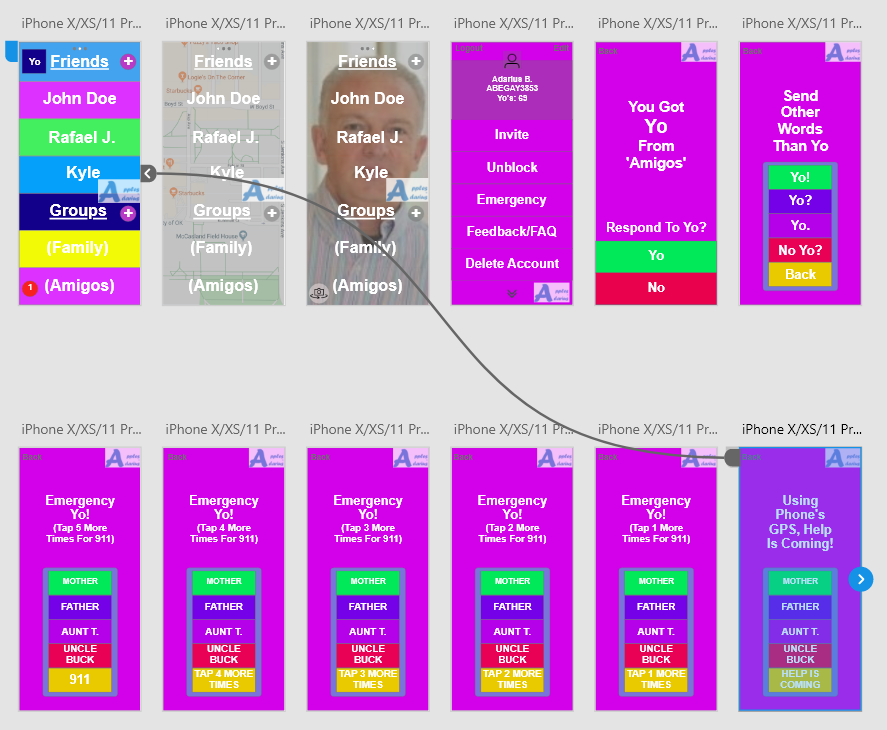 iPhone X/XS/11 Pr...
Yo
Friends
John Doe
Rafael J.
Kyle
Groups
(Family)
1
(Amigos)
iPhone X/XS/11 Pr...
Friends
John Doe
Rafael J.
Kyle
Starbucks
Groups
McCasland Field House
(Family)
(Amigos)
iPhone X/XS/11 Pr...
Friends
John Doe
Rafael J.
Kyle
Groups
(Family)
(Amigos)
iPhone X/XS/11 Pr...
Logout
Edit
Adarius B.
ABEGAY3853
Yo's: 69
Invite
Unblock
Emergency
Feedback/FAQ
Delete Account
iPhone X/XS/11 Pr...
Back
You Got
Yo
From
'Amigos'
Respond To Yo?
Yo
No
iPhone X/XS/11 Pr...
Back
Send
Other
Words
Than Yo
Yo!
Yo?
Yo.
No Yo?
Back
iPhone X/XS/11 Pr...
Back
Emergency
Yo!
(Tap 5 More
Times For 911)
MOTHER
FATHER
AUNT T.
UNCLE
BUCK
911
iPhone X/XS/11 Pr...
Back
Emergency
Yo!
(Tap 4 More
Times For 911)
MOTHER
FATHER
AUNT T.
UNCLE
BUCK
TAP 4 MORE
TIMES
iPhone X/XS/11 Pr...
Back
Emergency
Yo!
(Tap 3 More
Times For 911)
MOTHER
FATHER
AUNT T.
UNCLE
BUCK
TAP 3 MORE
TIMES
iPhone X/XS/11 Pr...
Back
Emergency
Yo!
(Tap 2 More
Times For 911)
MOTHER
FATHER
AUNT T.
UNCLE
BUCK
TAP 2 MORE
TIMES
iPhone X/XS/11 Pr...
Back
Emergency
Yo!
(Tap 1 More
Times For 911)
MOTHER
FATHER
AUNT T.
UNCLE
BUCK
TAP 1 MORE
TIMES
iPhone X/XS/11 Pr...
Back
Using
Phone's
GPS, Help
Is Coming!
MOTHER
FATHER
AUNT T.
UNCLE
BUCK
HELP IS
COMING